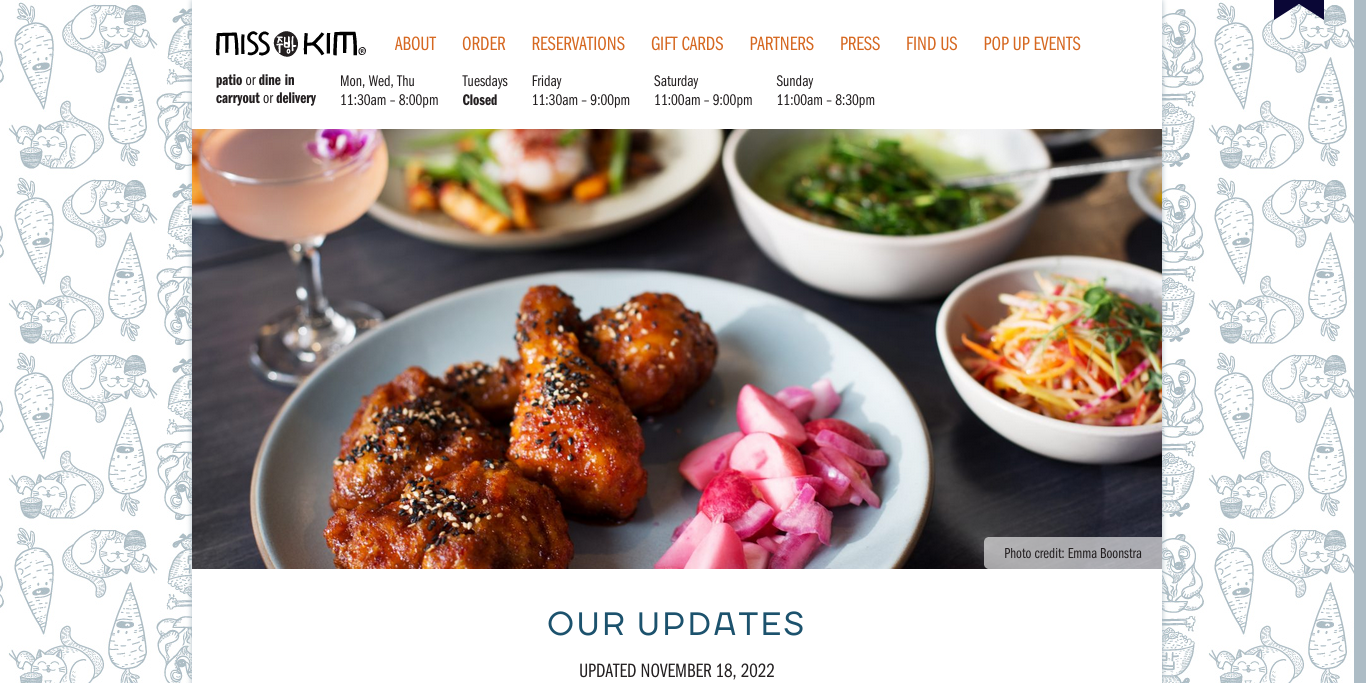 MISS KIM®
ABOUT ORDER RESERVATIONS GIFT CARDS PARTNERS PRESS FIND US POP UP EVENTS
patio or dine in
carryout or delivery
Mon, Wed, Thu
11:30am – 8:00pm
Tuesdays
Closed
Friday
11:30am – 9:00pm
Saturday
11:00am – 9:00pm
Sunday
11:00am – 8:30pm
Photo credit: Emma Boonstra
OUR UPDATES
UPDATED NOVEMBER 18, 2022